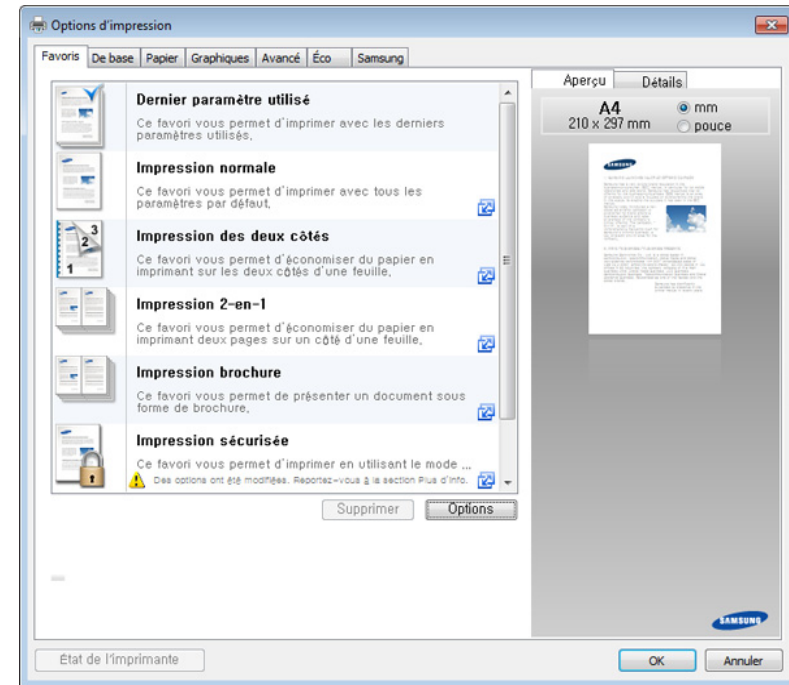 Options d'impression
Favoris De base Papier Graphiques Avancé Éco Samsung
Dernier paramètre utilisé
Ce favori vous permet d'imprimer avec les derniers
paramètres utilisés,
Impression normale
Ce favori vous permet d'imprimer avec tous les
paramètres par défaut,
3
2
1
Impression des deux côtés
Ce favori vous permet d'économiser du papier en
imprimant sur les deux côtés d'une feuille,
Impression 2-en-1
Ce favori vous permet d'économiser du papier en
imprimant deux pages sur un côté d'une feuille,
Impression brochure
Ce favori vous permet de présenter un document sous
forme de brochure,
Impression sécurisée
Ce favori vous permet d'imprimer en utilisant le mode ...
Des options ont été modifiées. Reportez-vous à la section Plus d'info.
Supprimer Options
Aperçu Détails
A4
210 x 297 mm
mm
pouce
SAMSUNG
État de l'imprimante
OK Annuler